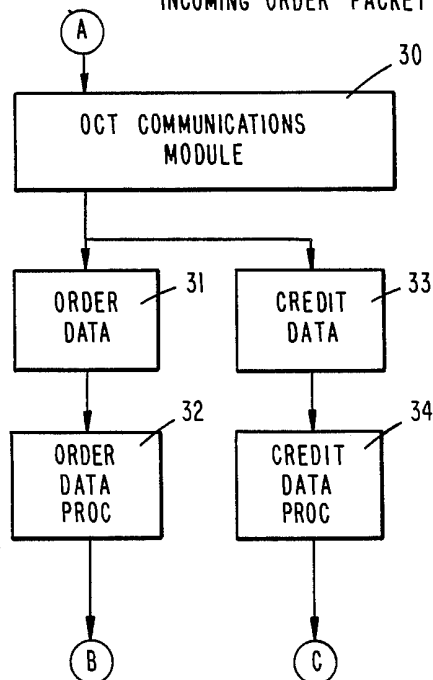 INCOMING ORDER PACKET
A
30
OCT COMMUNICATIONS
MODULE
31
ORDER
DATA
33
CREDIT
DATA
32
ORDER
DATA
PROC
34
CREDIT
DATA
PROC
B
C